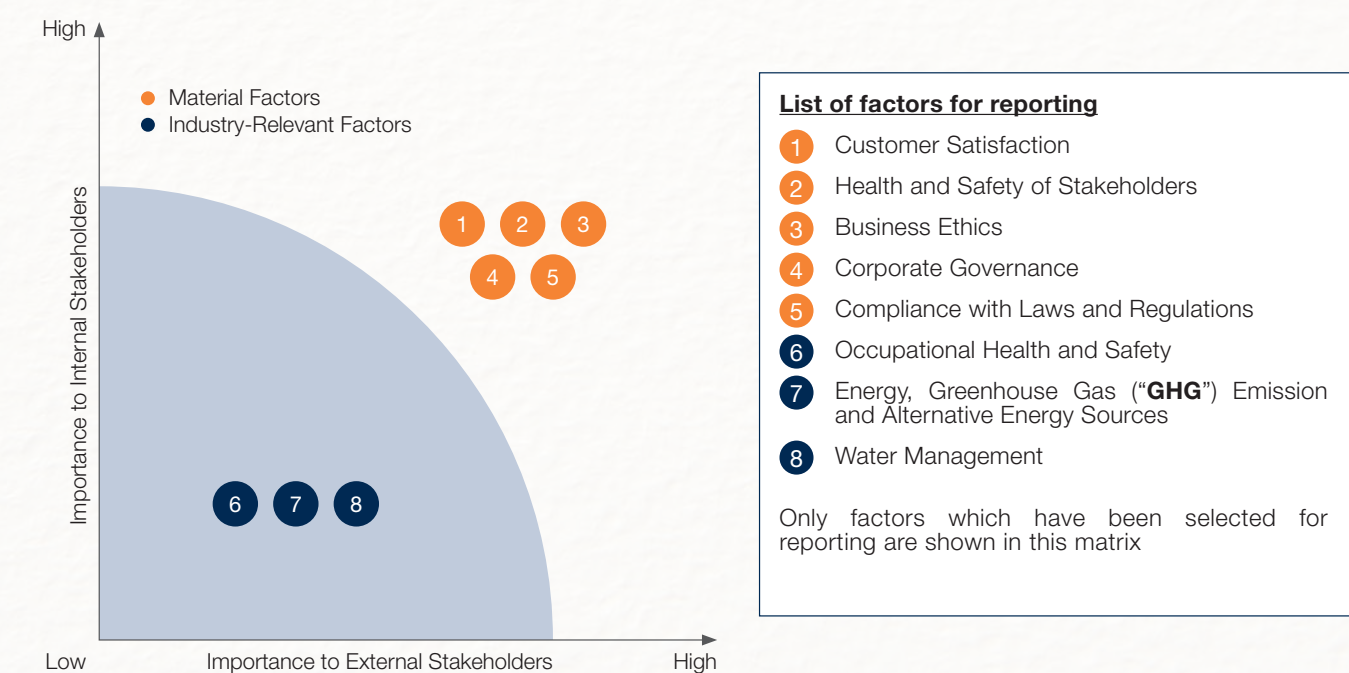 High
Material Factors
Industry-Relevant Factors
Importance to Internal Stakeholders
1 2 3
4 5
6 7 8
Low
Importance to External Stakeholders
High
List of factors for reporting
1 Customer Satisfaction
2 Health and Safety of Stakeholders
3 Business Ethics
4 Corporate Governance
5 Compliance with Laws and Regulations
6 Occupational Health and Safety
7 Energy, Greenhouse Gas (“GHG”) Emission
and Alternative Energy Sources
8 Water Management
Only factors which have been selected for
reporting are shown in this matrix